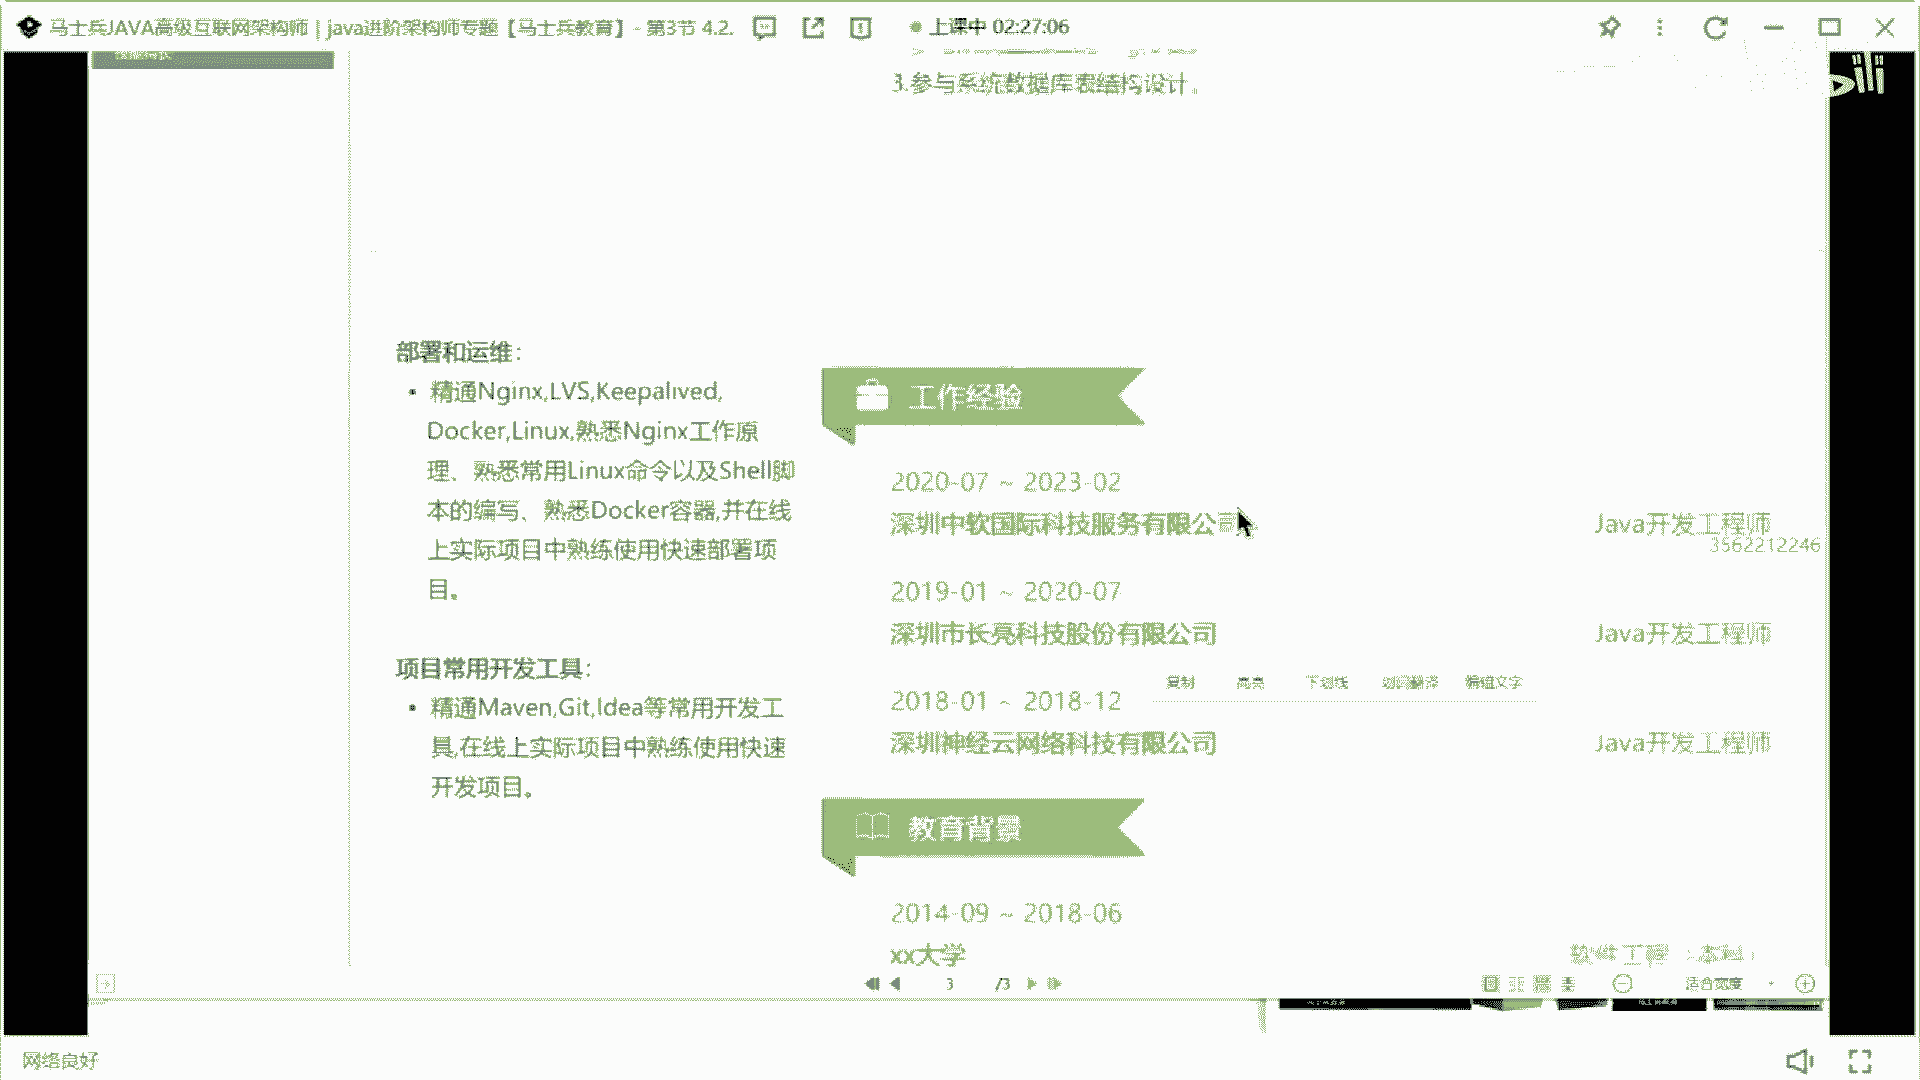 马士兵JAVA高级互联网架构师 | java进阶架构师专题【马士兵教育】 - 第3节 4.2.
上课中 02:27:06
3.参与系统数据库表结构设计。
部署和运维：
• 精通Nginx,LVS,Keepalived,
Docker,Linux,熟悉Nginx工作原
理、熟悉常用Linux命令以及Shell脚
本的编写、熟悉Docker容器,并在线
上实际项目中熟练使用快速部署项
目。
项目常用开发工具：
• 精通Maven,Git,Idea等常用开发工
具,在线上实际项目中熟练使用快速
开发项目。
工作经验
2020-07 ~ 2023-02
深圳中软国际科技服务有限公司
Java开发工程师
3562212246
2019-01 ~ 2020-07
深圳市长亮科技股份有限公司
Java开发工程师
复制 高亮 下划线 划词翻译 编辑文字
2018-01 ~ 2018-12
深圳神经云网络科技有限公司
Java开发工程师
教育背景
2014-09 ~ 2018-06
xx大学
软件工程
3 /3
适合宽度
网络良好